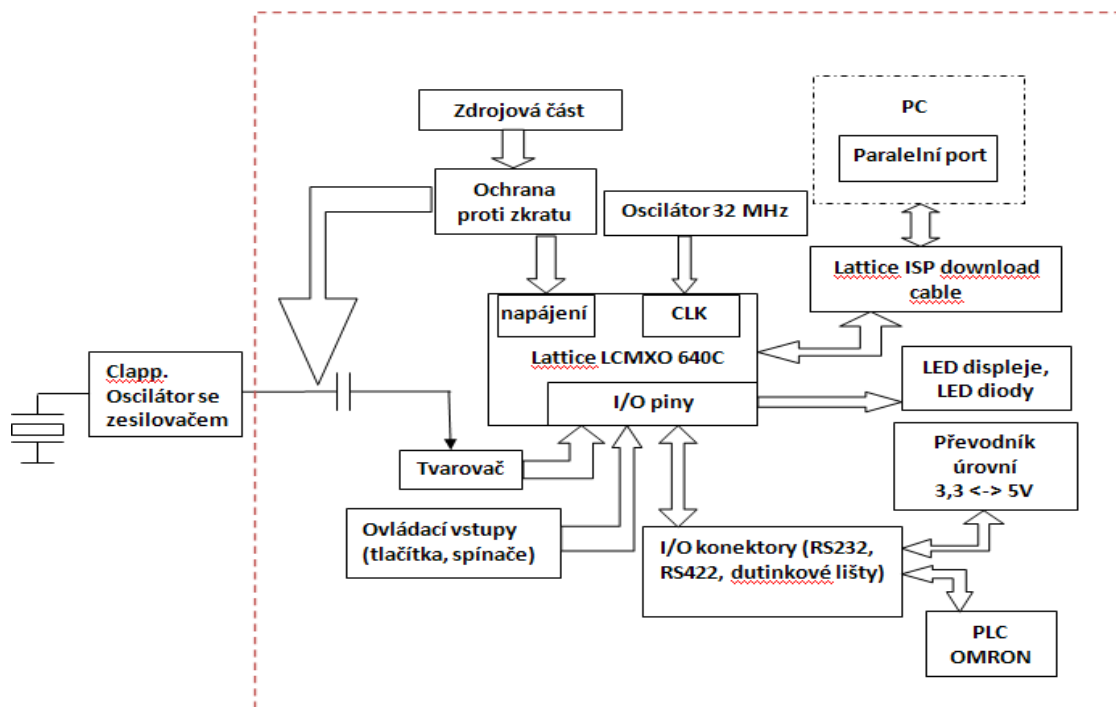 Zdrojová část
PC
Paralelní port
Ochrana
proti zkratu
Oscilátor 32 MHz
Lattice ISP download
cable
napájení
CLK
Lattice LCMXO 640C
I/O piny
LED displeje,
LED diody
Clapp.
Oscilátor se
zesilovačem
Převodník
úrovní
3,3 <-> 5V
Tvarovač
Ovládací vstupy
(tlačítka, spínače)
I/O konektory (RS232,
RS422, dutinkové lišty)
PLC
OMRON